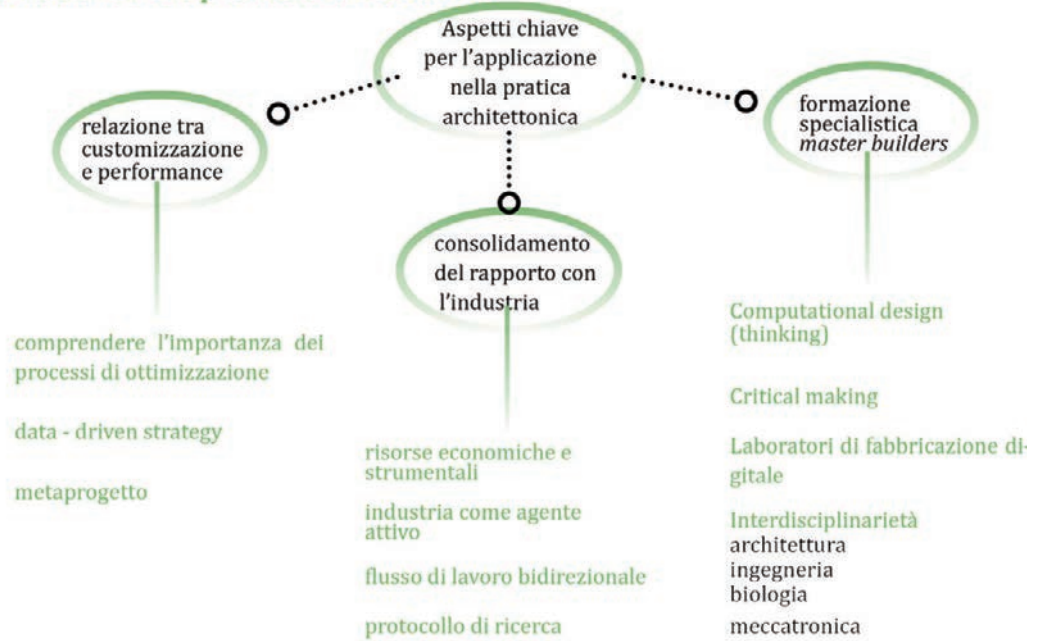 Aspetti chiave
per l'applicazione
nella pratica
architettonica
relazione tra
customizzazione
e performance
comprendere l'importanza dei
processi di ottimizzazione
data - driven strategy
metaprogetto
consolidamento
del rapporto con
l'industria
risorse economiche e
strumentali
industria come agente
attivo
flusso di lavoro bidirezionale
protocollo di ricerca
formazione
specialistica
master builders
Computational design
(thinking)
Critical making
Laboratori di fabbricazione di-
gitale
Interdisciplinarietà
architettura
ingegneria
biologia
meccatronica